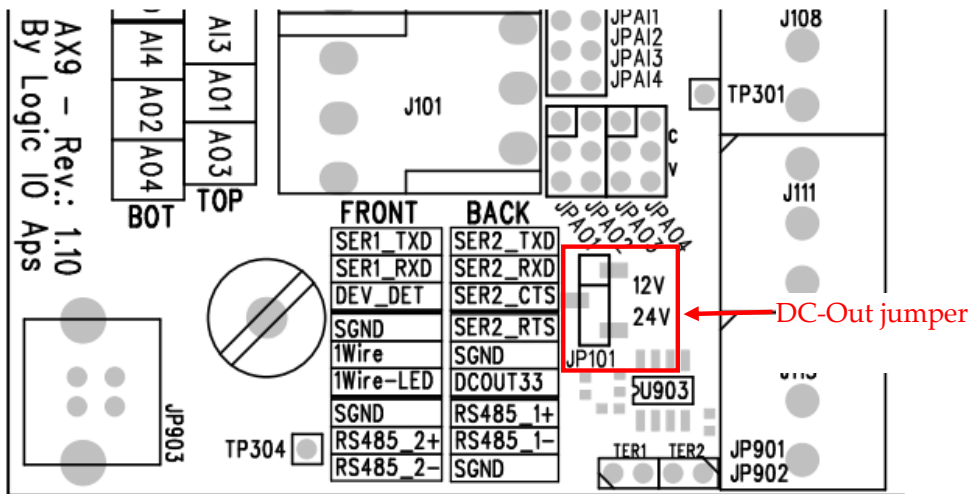 AX9 - Rev.: 1.10
By Logic IO Aps
AI4
AO2
AO4
BOT
AI3
AO1
AO3
TOP
J101
JPAI1
JPAI2
JPAI3
JPAI4
J108
TP301
C
V
J111
JPAO1
JPAO2
JPAO3
JPAO4
FRONT
SER1_TXD
SER1_RXD
DEV_DET
SGND
1Wire
1Wire-LED
SGND
RS485_2+
RS485_2-
BACK
SER2_TXD
SER2_RXD
SER2_CTS
SER2_RTS
SGND
DCOUT33
RS485_1+
RS485_1-
SGND
12V
24V
JP101
DC-Out jumper
U903
JP903
TP304
TER1
TER2
JP901
JP902